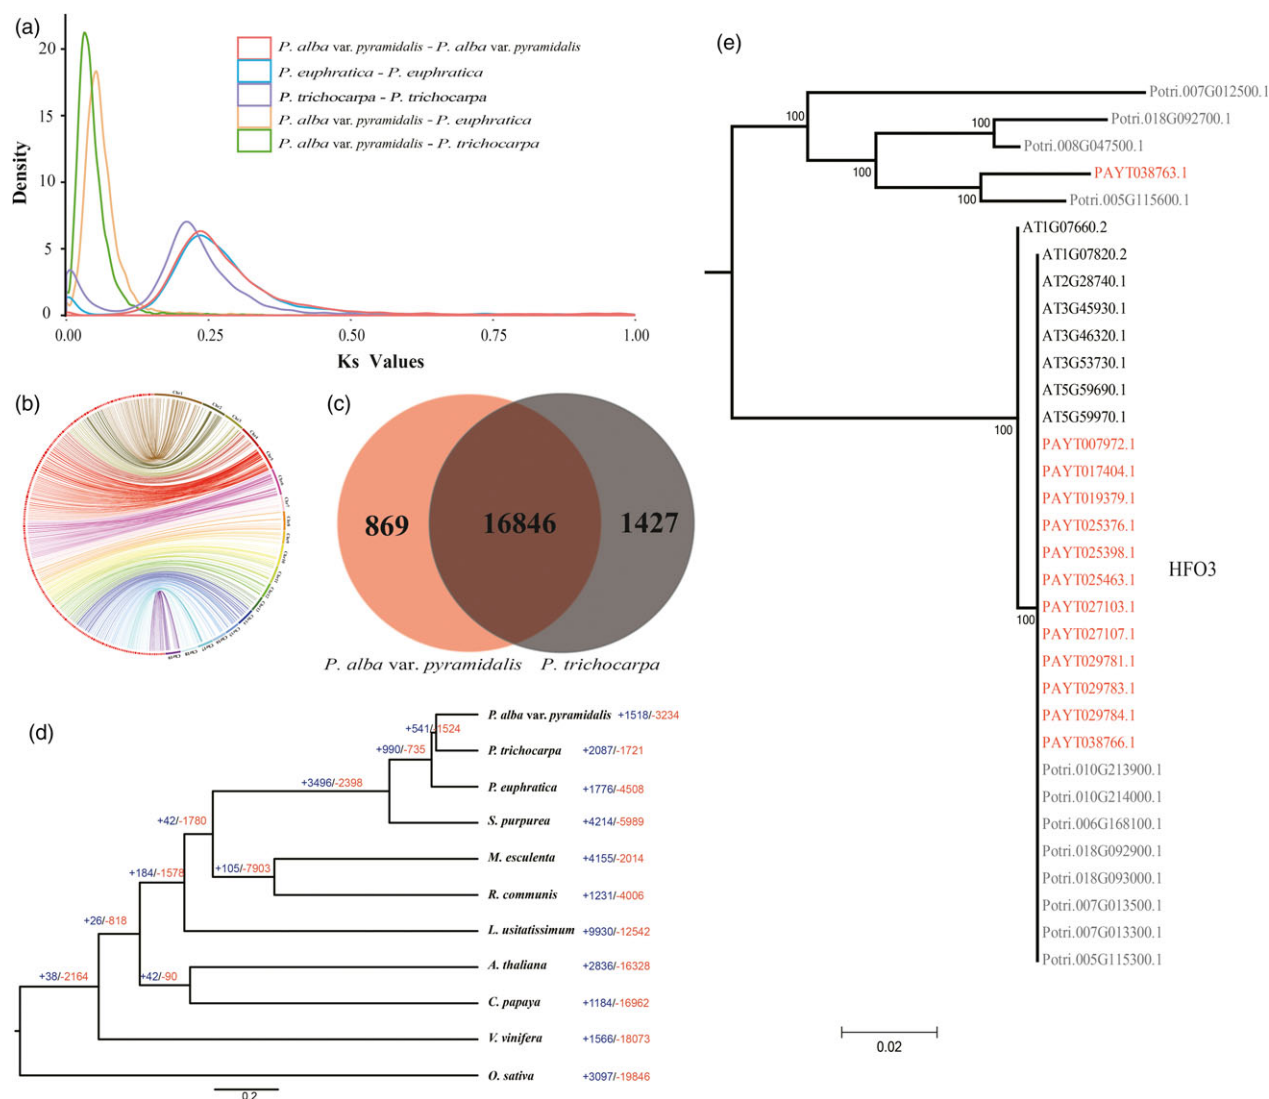 (a)
20
15
10
5
0
Density
0.00
0.25
0.50
0.75
1.00
Ks Values
P. alba var. pyramidalis - P. alba var. pyramidalis
P. euphratica - P. euphratica
P. trichocarpa - P. trichocarpa
P. alba var. pyramidalis - P. euphratica
P. alba var. pyramidalis - P. trichocarpa
(b)
Chr1
Chr2
Chr3
Chr4
Chr5
Chr6
Chr7
Chr8
Chr9
(c)
869
16846
1427
P. alba var. pyramidalis
P. trichocarpa
(d)
+541/-1524
+990/-735
+3496/-2398
+42/-1780
+105/-7903
+184/-1578
+26/-818
+38/-2164
+42/-90
P. alba var. pyramidalis +1518/-3234
P. trichocarpa +2087/-1721
P. euphratica +1776/-4508
S. purpurea +4214/-5989
M. esculenta +4155/-2014
R. communis +1231/-4006
L. usitatissimum +9930/-12542
A. thaliana +2836/-16328
C. papaya +1184/-16962
V. vinifera +1566/-18073
O. sativa +3097/-19846
0.2
(e)
100
100
100
100
100
100
Potri.007G012500.1
Potri.018G092700.1
Potri.008G047500.1
PAYT038763.1
Potri.005G115600.1
AT1G07660.2
AT1G07820.2
AT2G28740.1
AT3G45930.1
AT3G46320.1
AT3G53730.1
AT5G59690.1
AT5G59970.1
PAYT007972.1
PAYT017404.1
PAYT019379.1
PAYT025376.1
PAYT025398.1
PAYT025463.1
PAYT027103.1
PAYT027107.1
PAYT029781.1
PAYT029783.1
PAYT029784.1
PAYT038766.1
Potri.010G213900.1
Potri.010G214000.1
Potri.006G168100.1
Potri.018G092900.1
Potri.018G093000.1
Potri.007G013500.1
Potri.007G013300.1
Potri.005G115300.1
HFO3
0.02